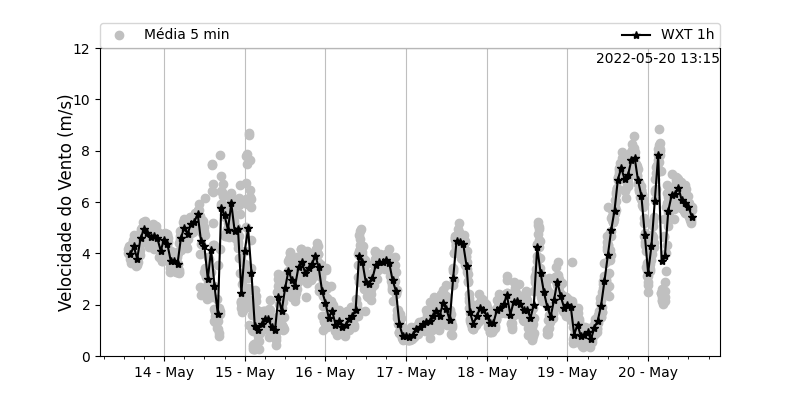 Média 5 min
WXT 1h
2022-05-20 13:15
Velocidade do Vento (m/s)
12
10
8
6
4
2
0
14 - May 15 - May 16 - May 17 - May 18 - May 19 - May 20 - May